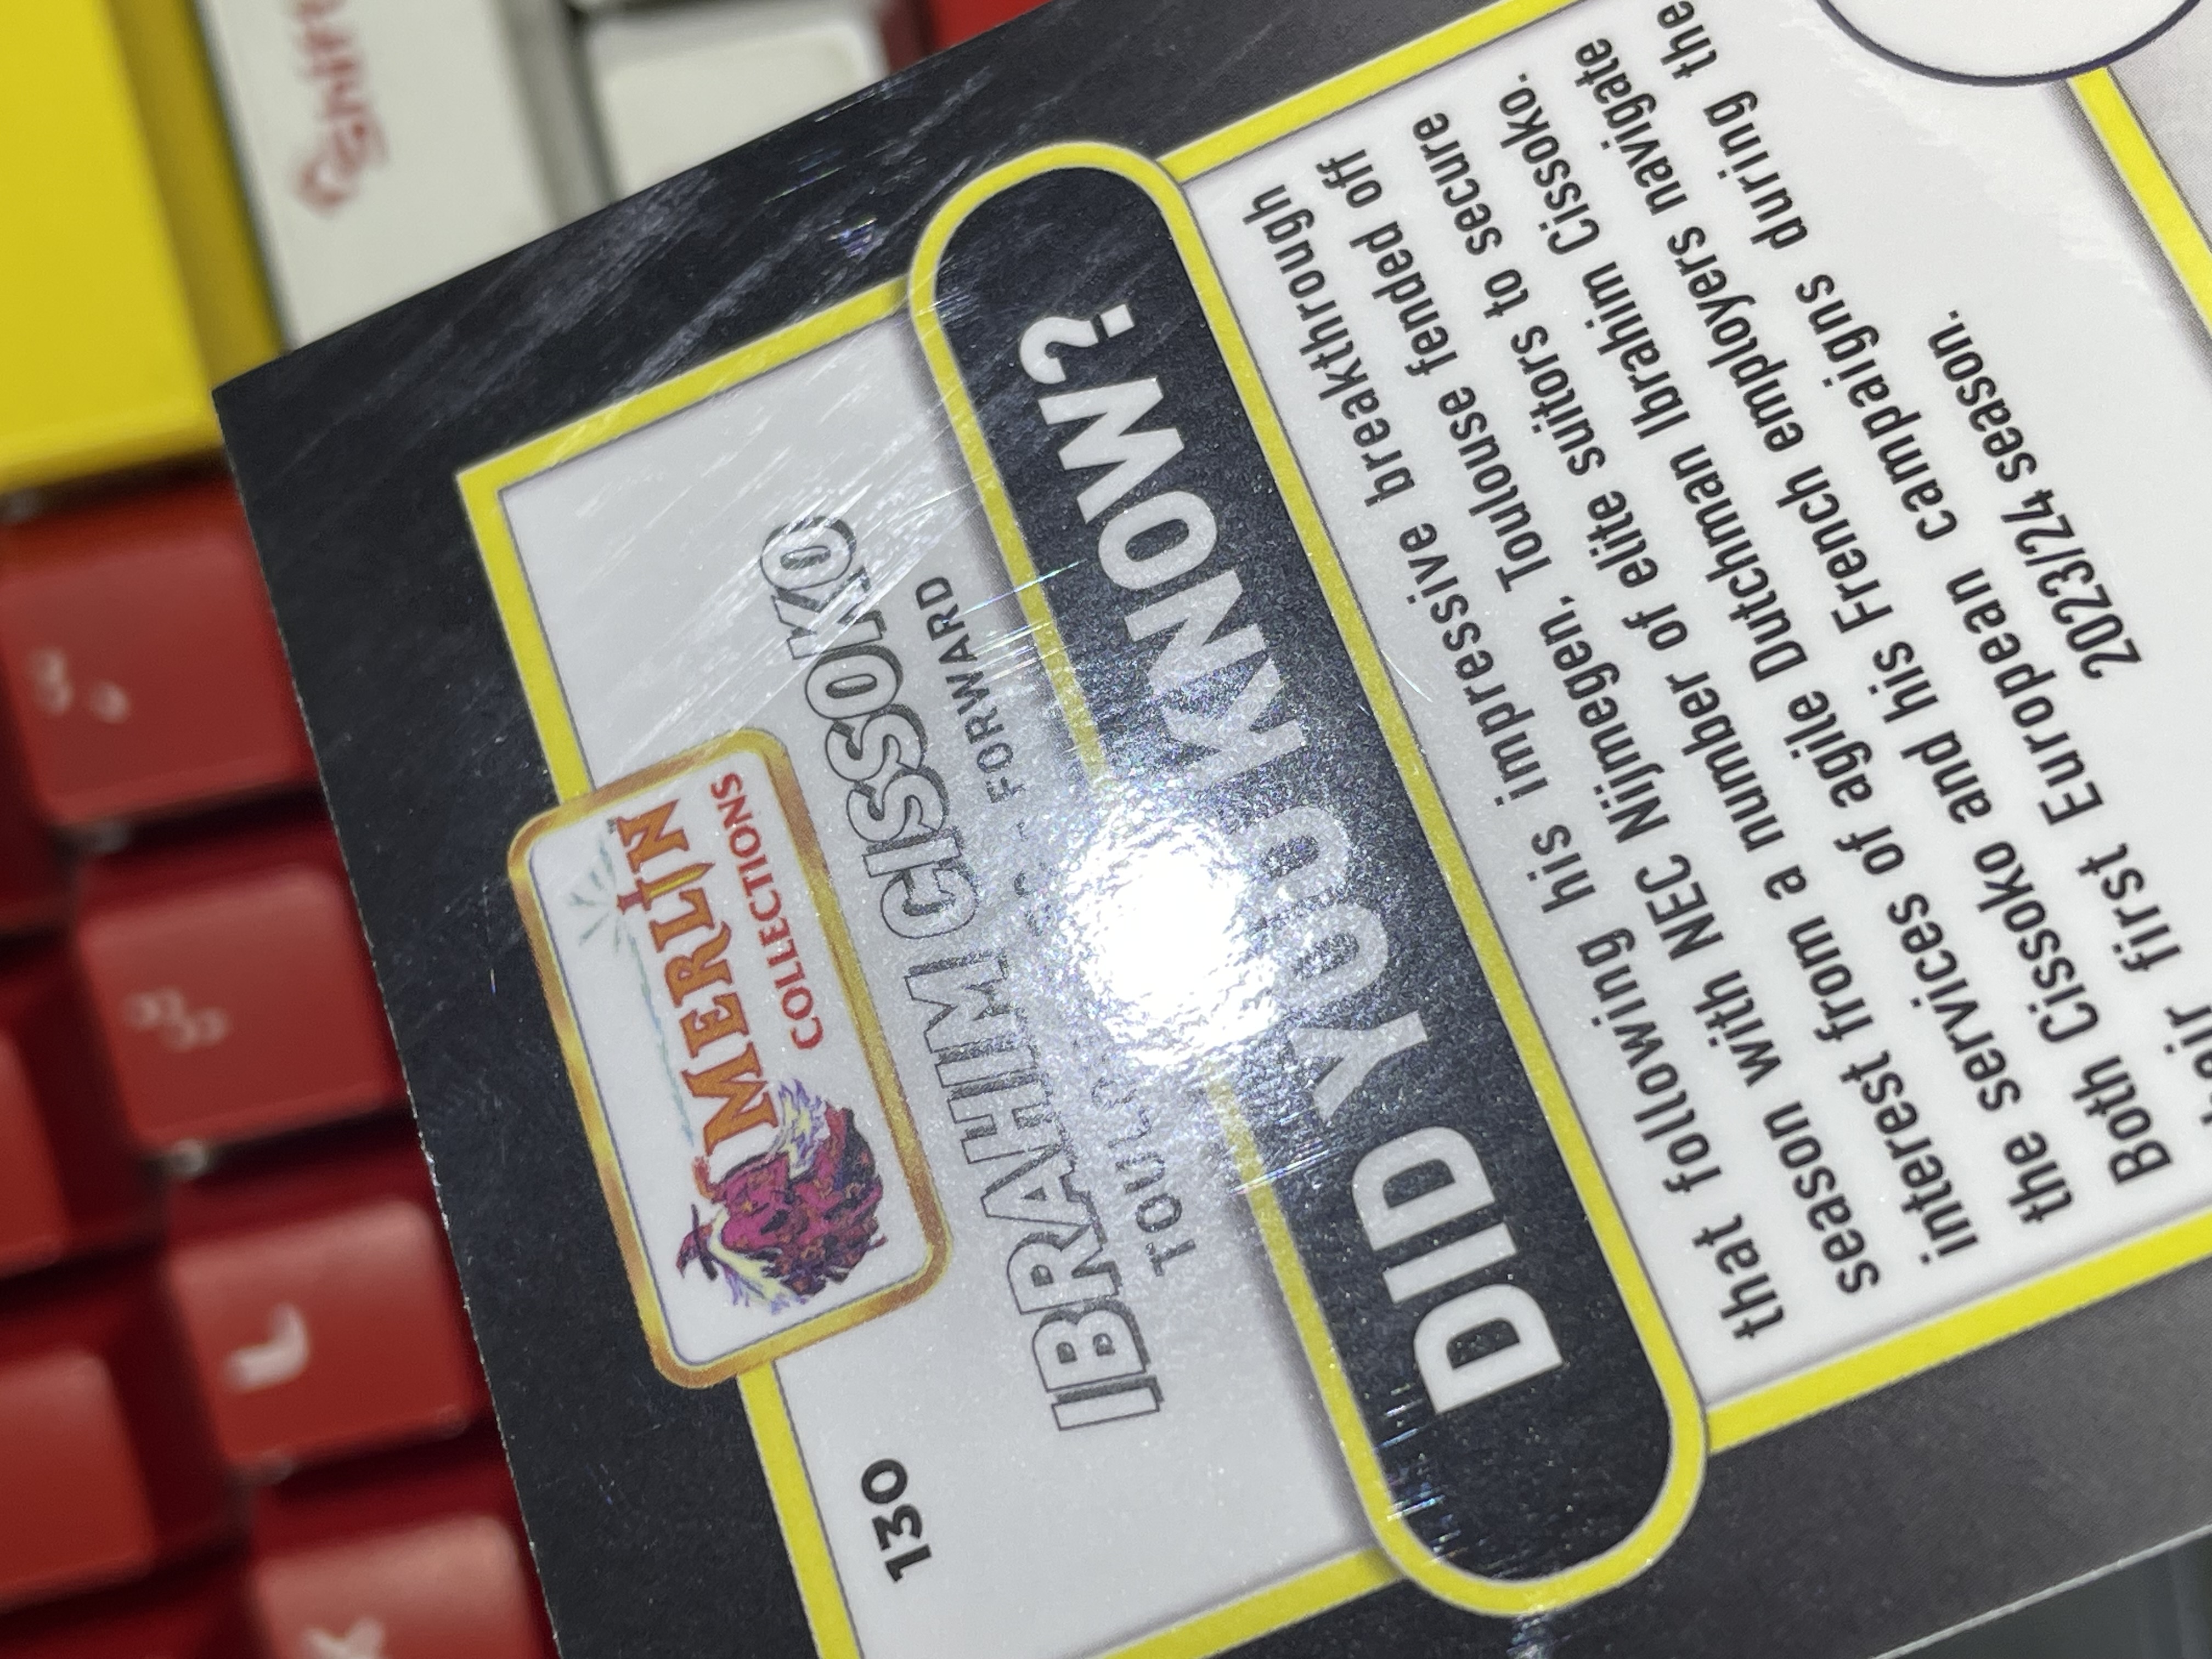 shift
130
MERLIN
COLLECTIONS
IBRAHIM CISSOKO
FORWARD
DID YOU KNOW?
that following his impressive breakthrough
season with NEC Nijmegen, Toulouse fended off
interest from a number of elite suitors to secure
the services of agile Dutchman Ibrahim Cissoko.
Both Cissoko and his French employers navigate
their first European campaigns during the
2023/24 season.